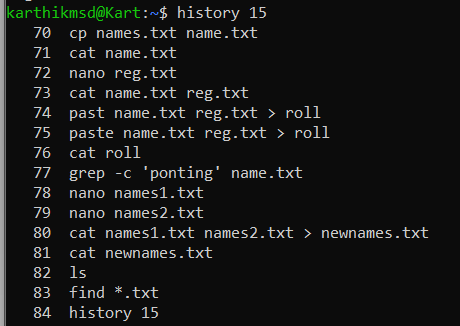 karthikmsd@Kart:~$ history 15
70 cp names.txt name.txt
71 cat name.txt
72 nano reg.txt
73 cat name.txt reg.txt
74 past name.txt reg.txt > roll
75 paste name.txt reg.txt > roll
76 cat roll
77 grep -c 'ponting' name.txt
78 nano names1.txt
79 nano names2.txt
80 cat names1.txt names2.txt > newnames.txt
81 cat newnames.txt
82 ls
83 find *.txt
84 history 15